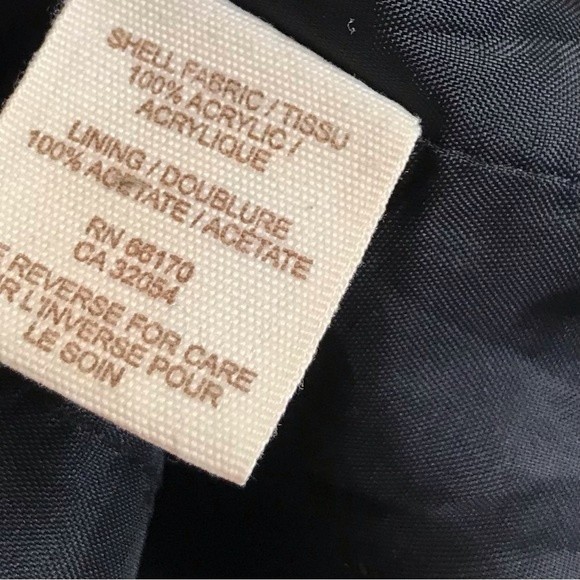 SHELL FABRIC / TISSU
100% ACRYLIC /
ACRYLIQUE
LINING / DOUBLURE
100% ACETATE / ACETATE
RN 66170
CA 32054
REVERSE FOR CARE
L'INVERSE POUR
LE SOIN